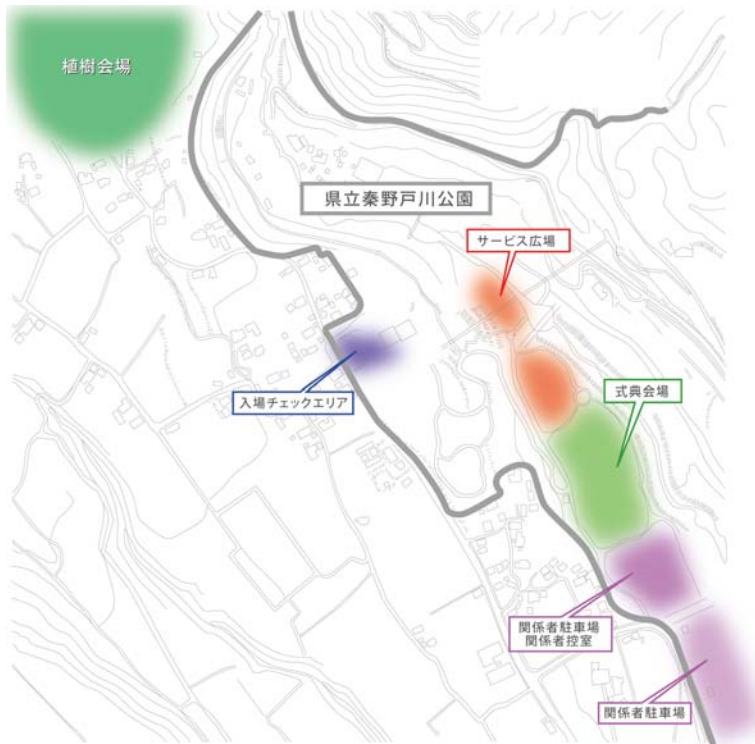 植樹会場
県立秦野戸川公園
サービス広場
入場チェックエリア
式典会場
関係者駐車場
関係者控室
関係者駐車場